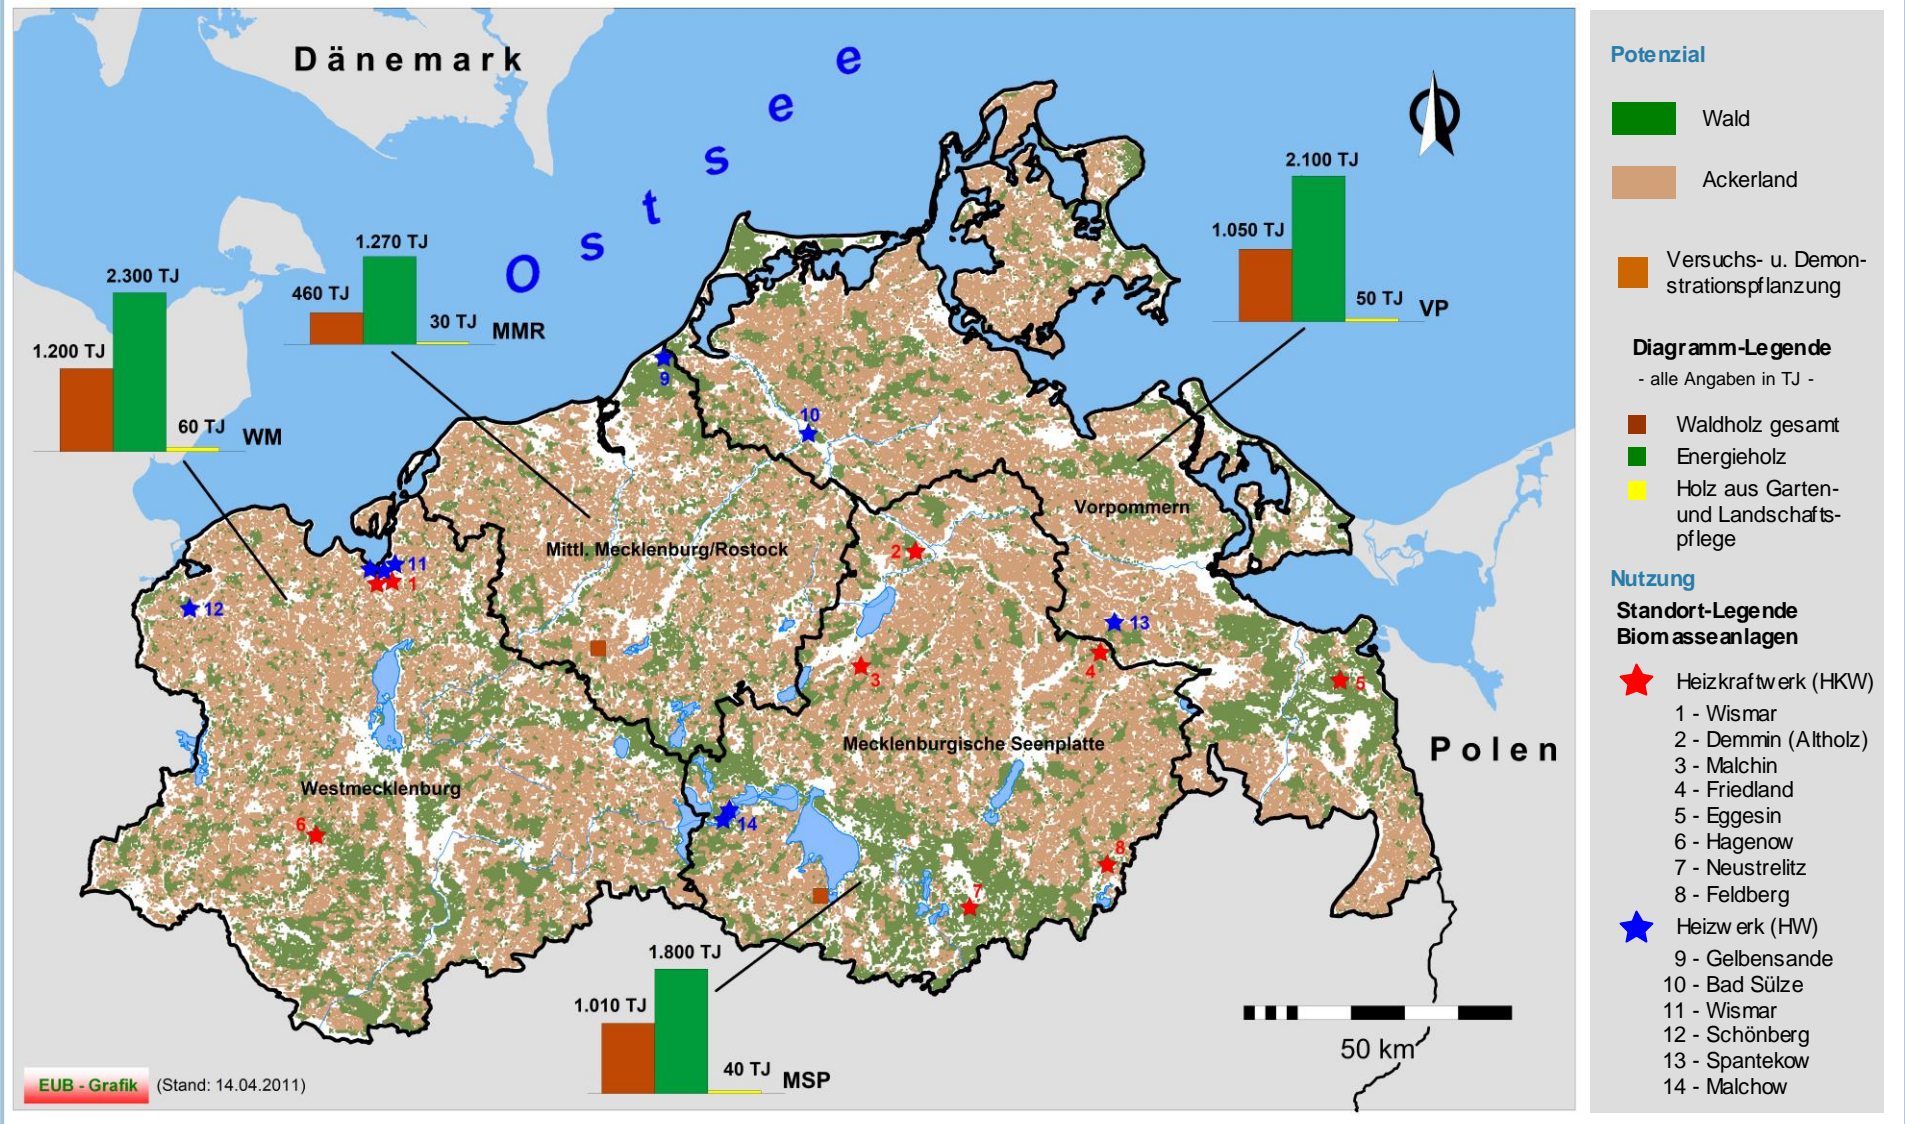 Dänemark
O s t s e e
2.300 TJ
1.200 TJ
60 TJ
WM
1.270 TJ
460 TJ
30 TJ
MMR
2.100 TJ
1.050 TJ
50 TJ
VP
9
10
Vorpommern
Mittl. Mecklenburg/Rostock
2
11
1
12
13
3
4
5
Mecklenburgische Seenplatte
Polen
Westmecklenburg
6
14
8
7
1.800 TJ
1.010 TJ
40 TJ
MSP
50 km
EUB - Grafik (Stand: 14.04.2011)
Potenzial
Wald
Ackerland
Versuchs- u. Demon-
strationspflanzung
Diagramm-Legende
- alle Angaben in TJ -
Waldholz gesamt
Energieholz
Holz aus Garten-
und Landschafts-
pflege
Nutzung
Standort-Legende
Biomasseanlagen
Heizkraftwerk (HKW)
1 - Wismar
2 - Demmin (Altholz)
3 - Malchin
4 - Friedland
5 - Eggesin
6 - Hagenow
7 - Neustrelitz
8 - Feldberg
Heizwerk (HW)
9 - Gelbensande
10 - Bad Sülze
11 - Wismar
12 - Schönberg
13 - Spantekow
14 - Malchow